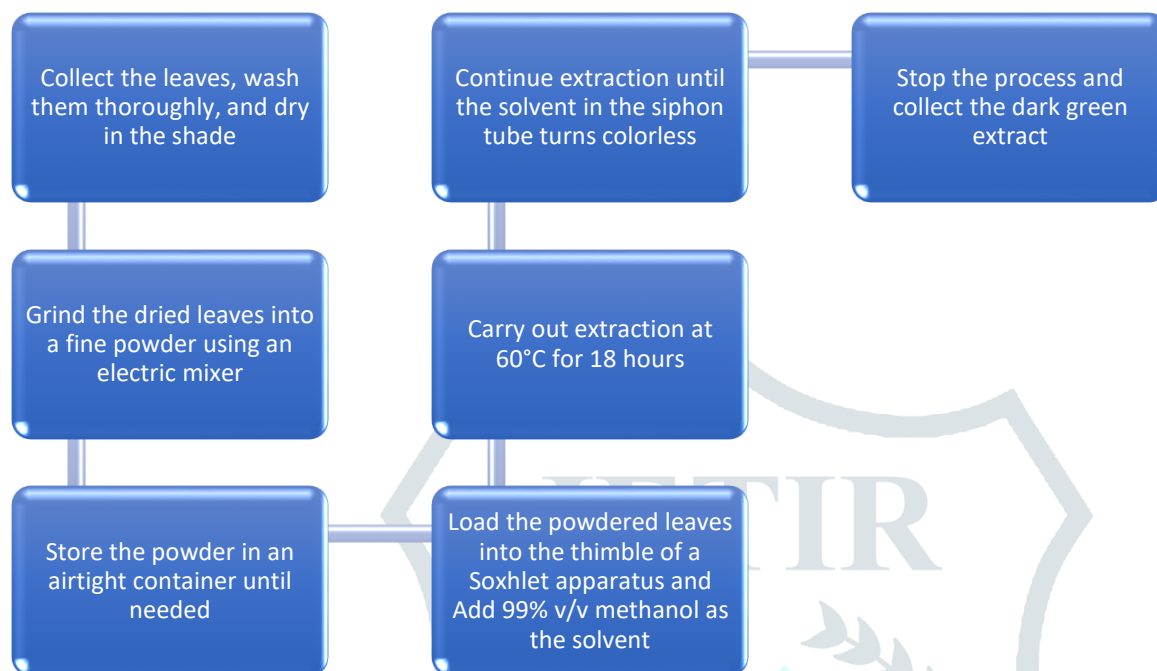 Collect the leaves, wash
them thoroughly, and dry
in the shade
Grind the dried leaves into
a fine powder using an
electric mixer
Store the powder in an
airtight container until
needed
Load the powdered leaves
into the thimble of a
Soxhlet apparatus and
Add 99% v/v methanol as
the solvent
Carry out extraction at
60°C for 18 hours
Continue extraction until
the solvent in the siphon
tube turns colorless
Stop the process and
collect the dark green
extract
JETIR